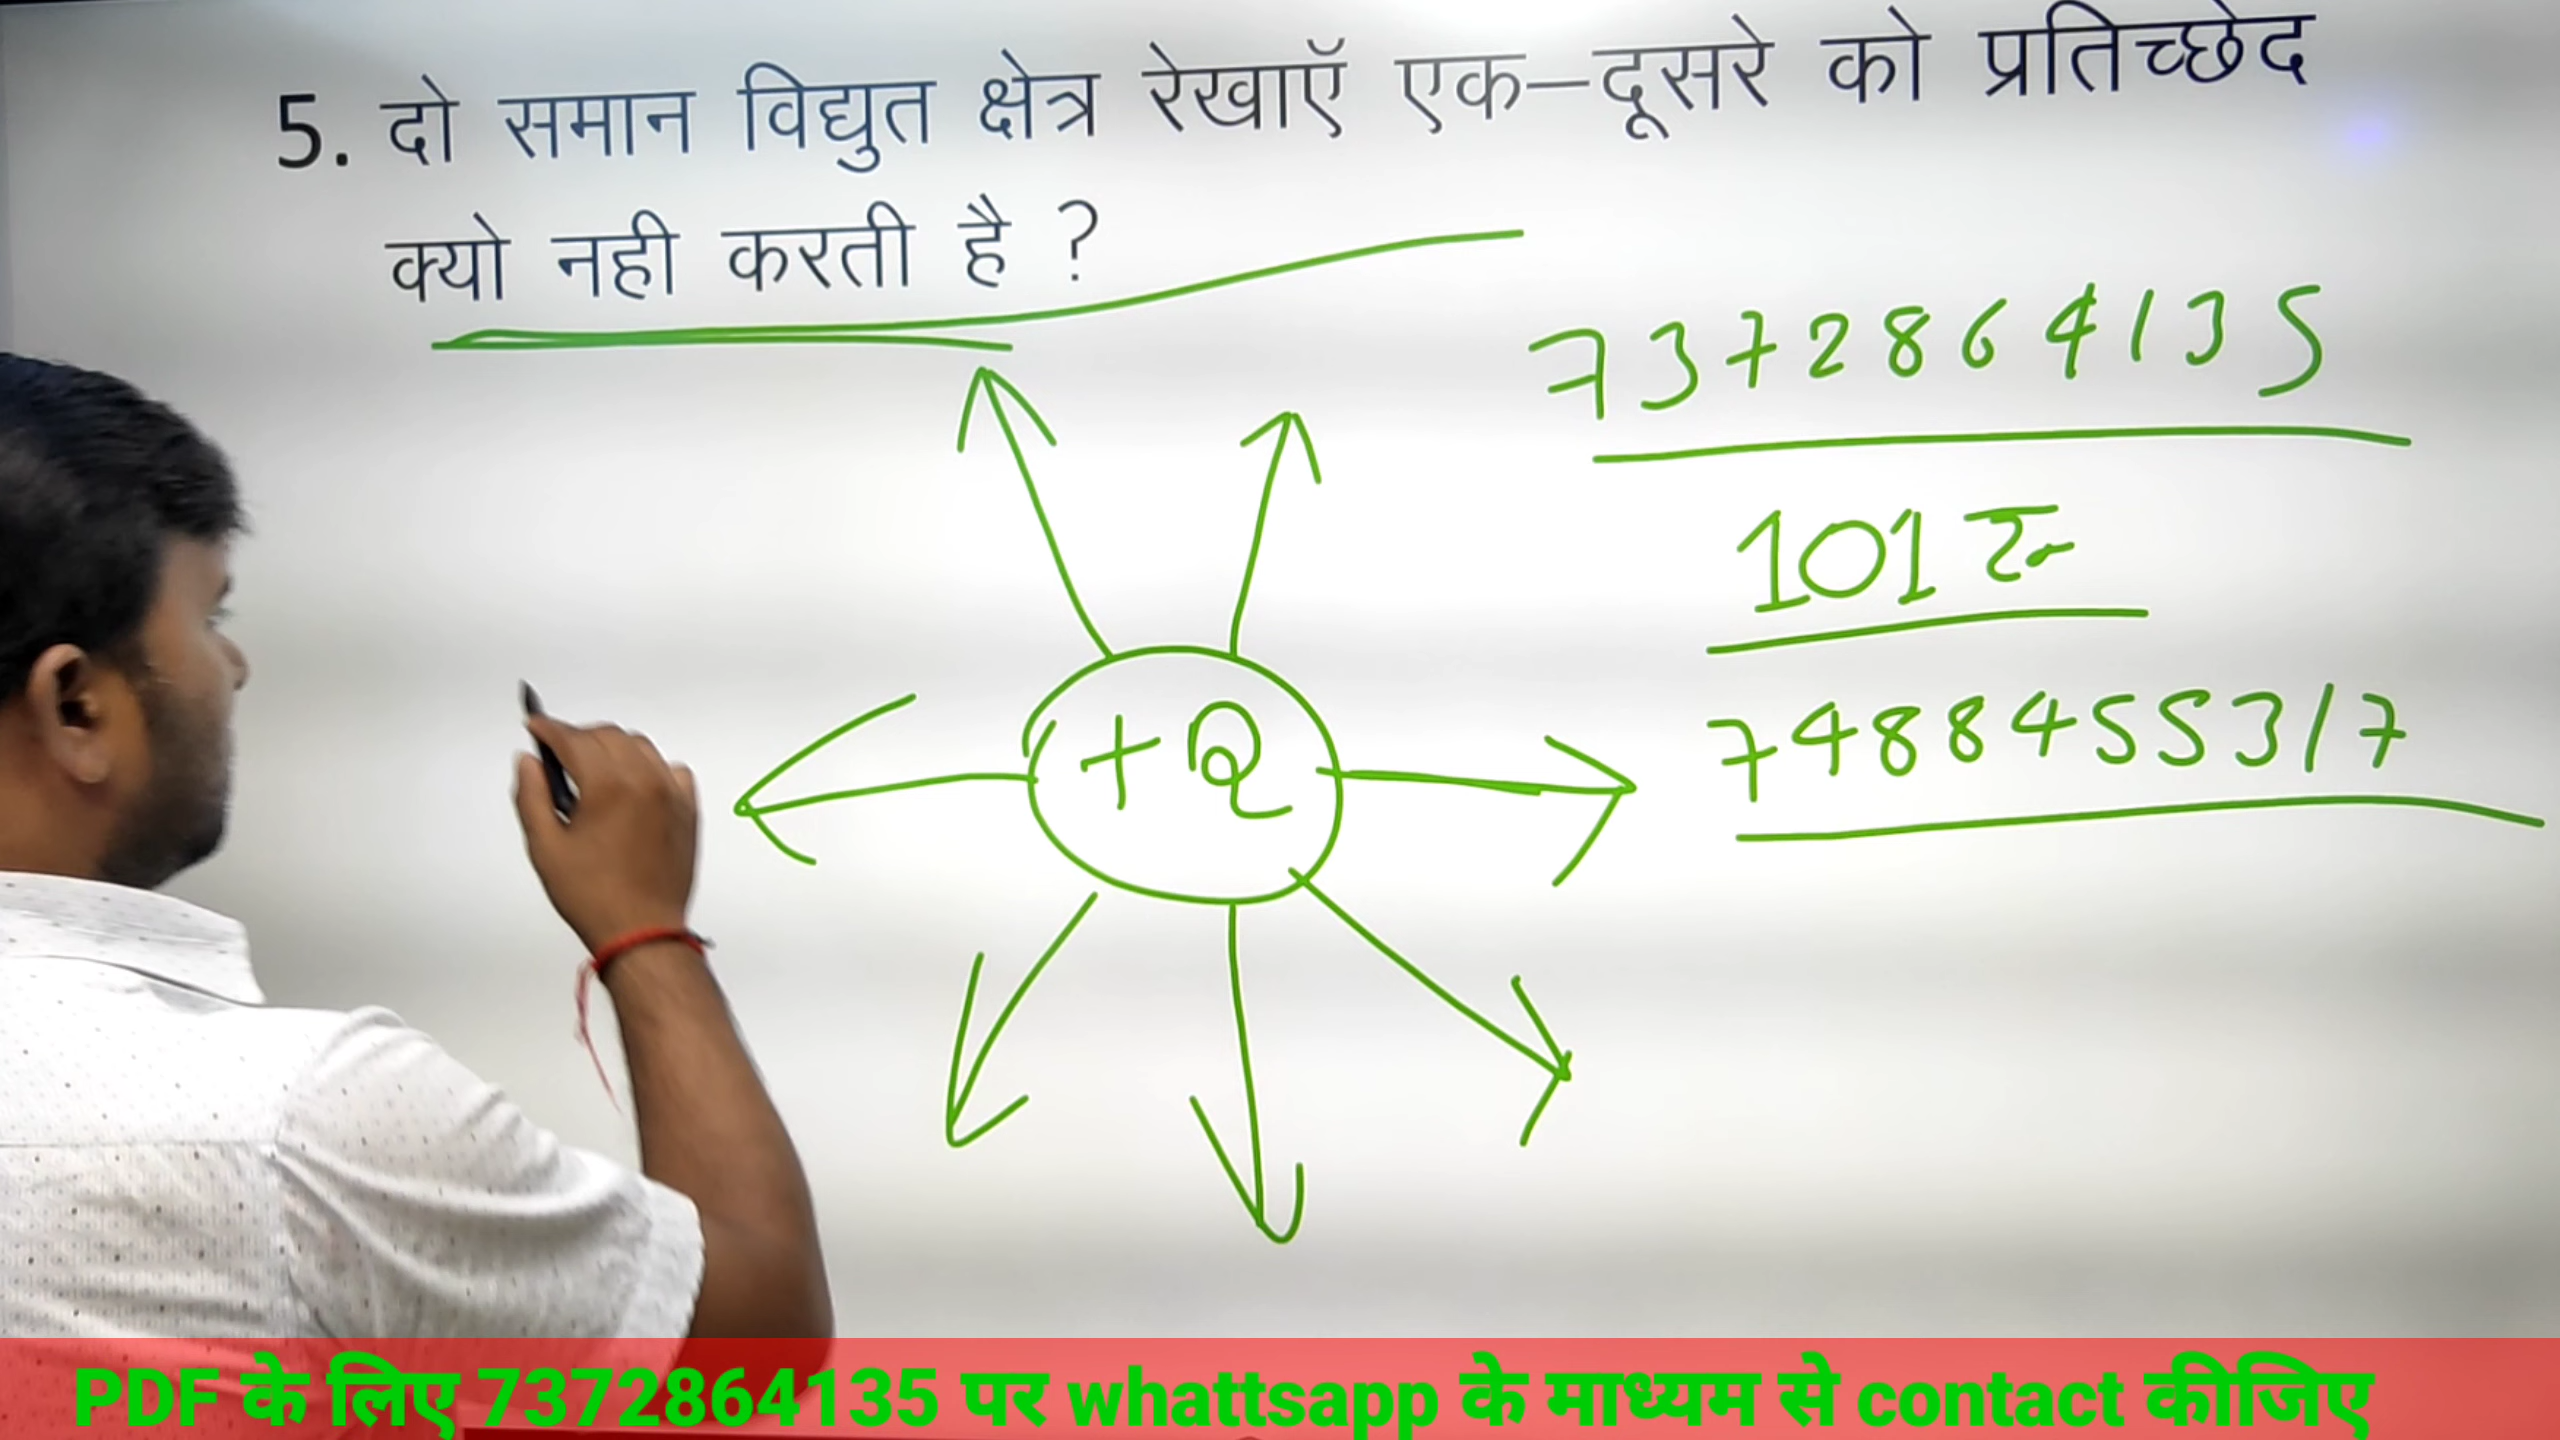 5. दो समान विद्युत क्षेत्र रेखाएँ एक–दूसरे को प्रतिच्छेद
क्यो नही करती है ?
7372864135
101 रु
7488455317
+Q
PDF के लिए 7372864135 पर whattsapp के माध्यम से contact कीजिए